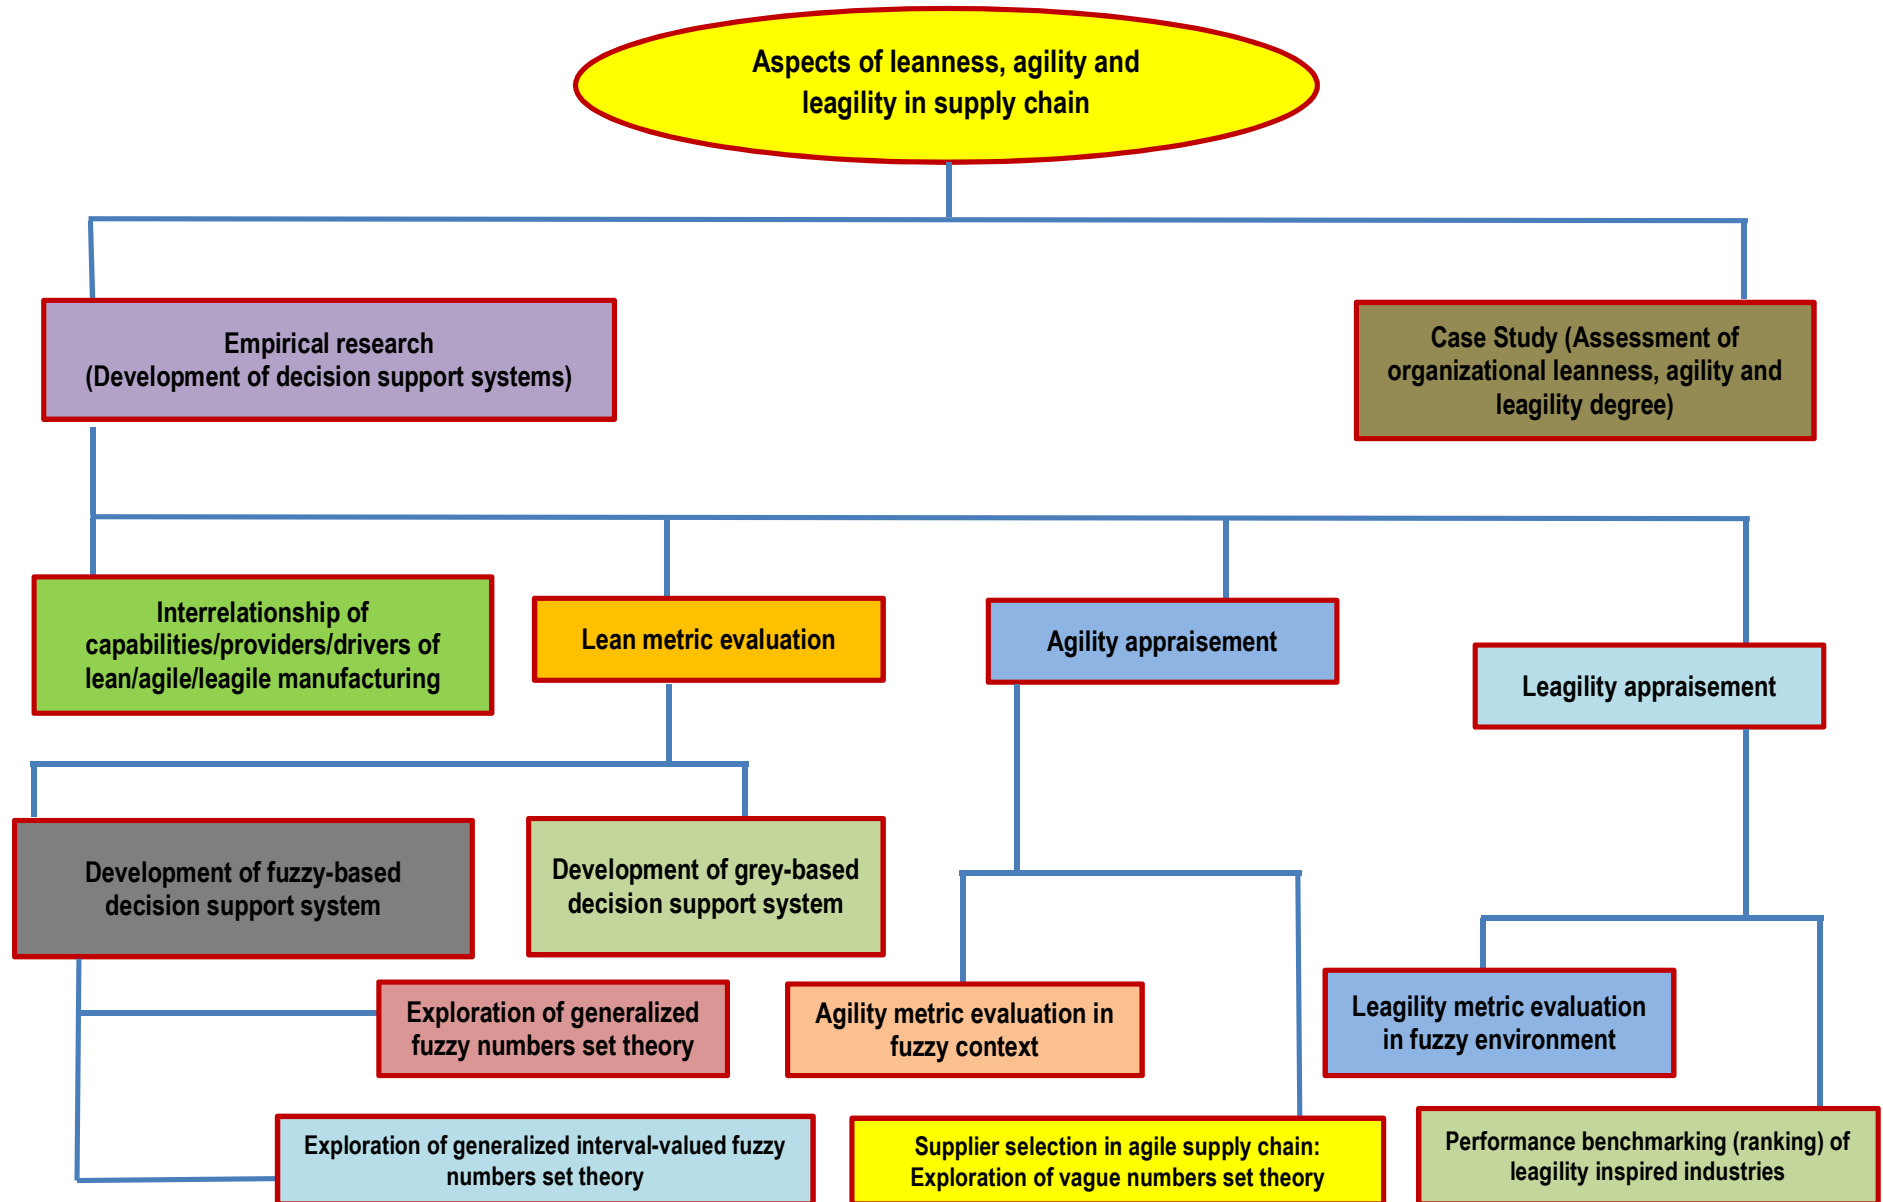 Aspects of leanness, agility and
leagility in supply chain
Empirical research
(Development of decision support systems)
Case Study (Assessment of
organizational leanness, agility and
leagility degree)
Interrelationship of
capabilities/providers/drivers of
lean/agile/leagile manufacturing
Lean metric evaluation
Agility appraisement
Leagility appraisement
Development of fuzzy-based
decision support system
Development of grey-based
decision support system
Exploration of generalized
fuzzy numbers set theory
Agility metric evaluation in
fuzzy context
Leagility metric evaluation
in fuzzy environment
Exploration of generalized interval-valued fuzzy
numbers set theory
Supplier selection in agile supply chain:
Exploration of vague numbers set theory
Performance benchmarking (ranking) of
leagility inspired industries